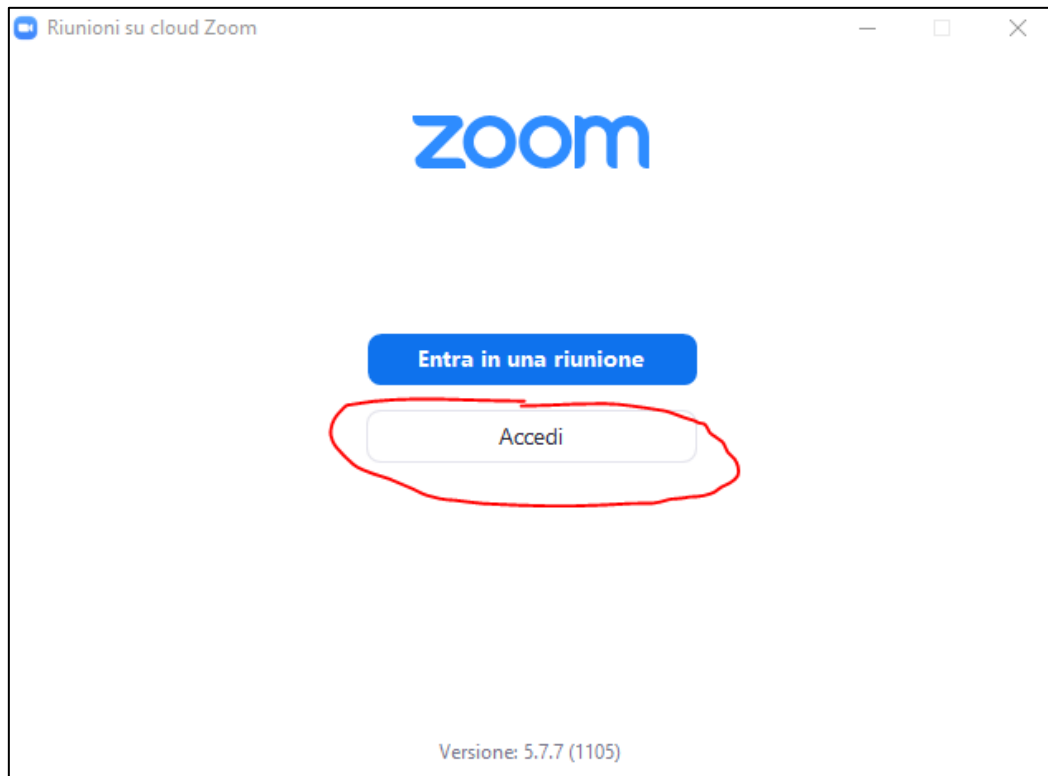 Riunioni su cloud Zoom
zoom
Entra in una riunione
Accedi
Versione: 5.7.7 (1105)